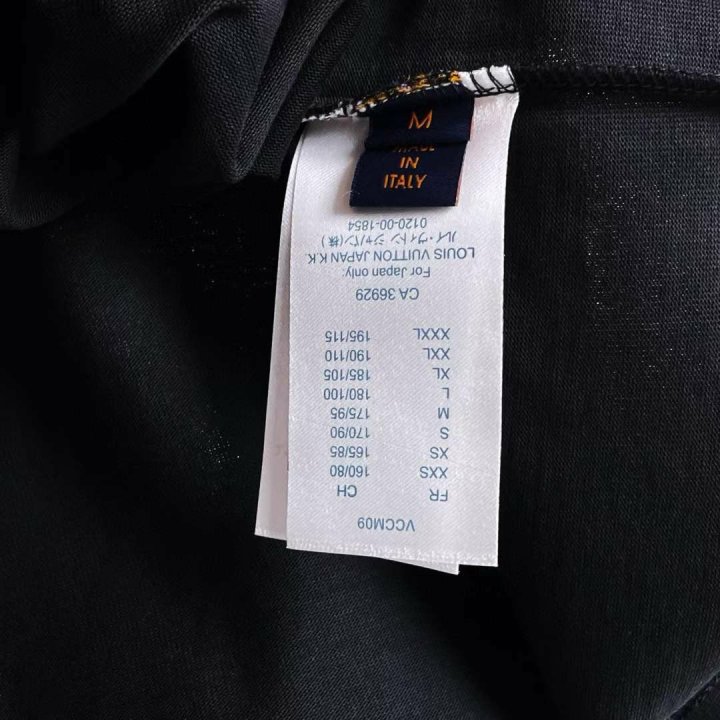 M
MADE
IN
ITALY
VCCM09
FR CH
XXS 160/80
XS 165/85
S 170/90
M 175/95
L 180/100
XL 185/105
XXL 190/110
XXXL 195/115
CA 36929
For Japan only:
LOUIS VUITTON JAPAN K.K
ルイ・ヴィトン ジャパン(株)
0120-00-1854